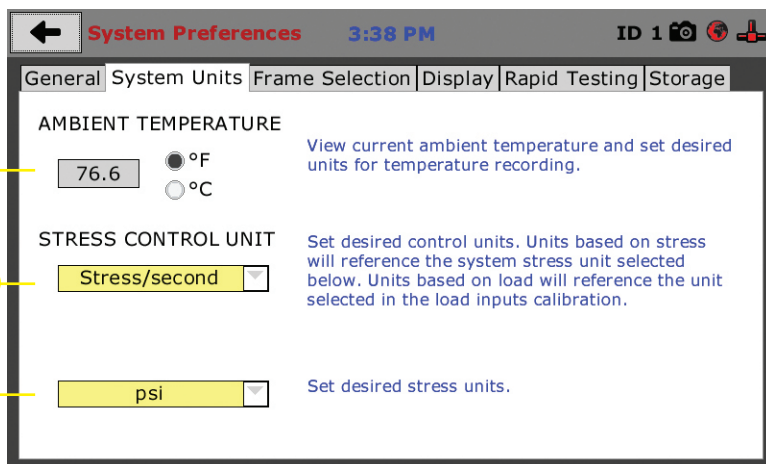 System Preferences 3:38 PM ID 1
General System Units Frame Selection Display Rapid Testing Storage
AMBIENT TEMPERATURE
76.6
°F
°C
View current ambient temperature and set desired
units for temperature recording.
STRESS CONTROL UNIT
Stress/second
Set desired control units. Units based on stress
will reference the system stress unit selected
below. Units based on load will reference the unit
selected in the load inputs calibration.
psi
Set desired stress units.